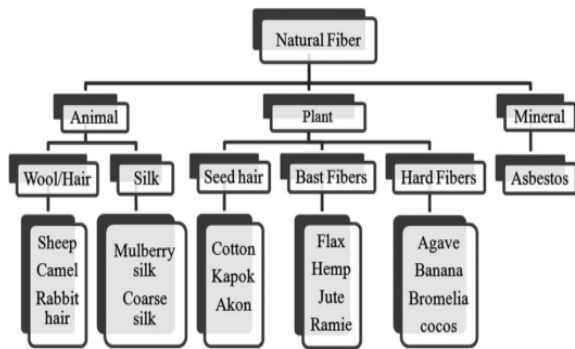 Natural Fiber
Animal
Plant
Mineral
Wool/Hair
Silk
Seed hair
Bast Fibers
Hard Fibers
Asbestos
Sheep
Camel
Rabbit
hair
Mulberry
silk
Coarse
silk
Cotton
Kapok
Akon
Flax
Hemp
Jute
Ramie
Agave
Banana
Bromelia
cocos